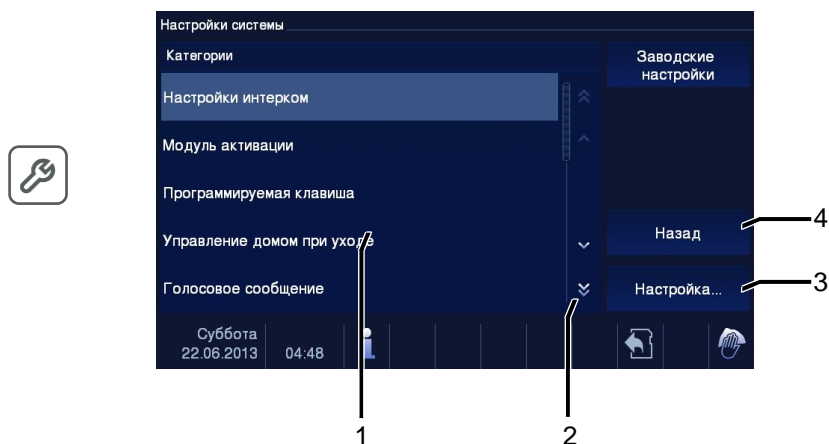 Настройки системы
Категории
Заводские
настройки
Настройки интерком
Модуль активации
Программируемая клавиша
Управление домом при уходе
Назад
4
Голосовое сообщение
Настройка...
3
Суббота
22.06.2013
04:48
i
1
2